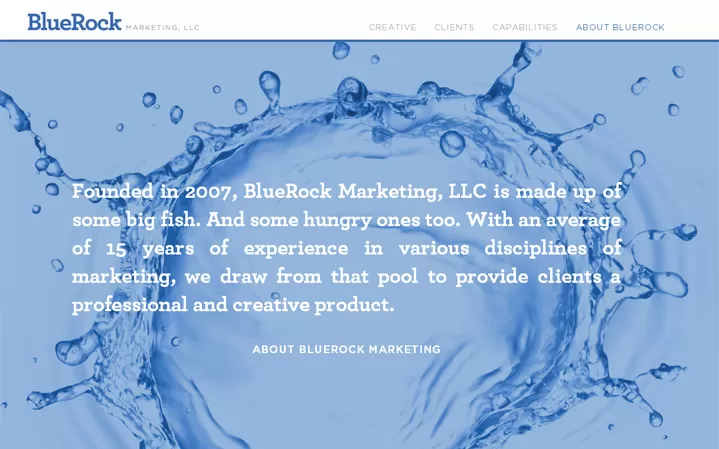 BlueRock MARKETING, LLC
CREATIVE CLIENTS CAPABILITIES ABOUT BLUEROCK
Founded in 2007, BlueRock Marketing, LLC is made up of
some big fish. And some hungry ones too. With an average
of 15 years of experience in various disciplines of
marketing, we draw from that pool to provide clients a
professional and creative product.
ABOUT BLUEROCK MARKETING